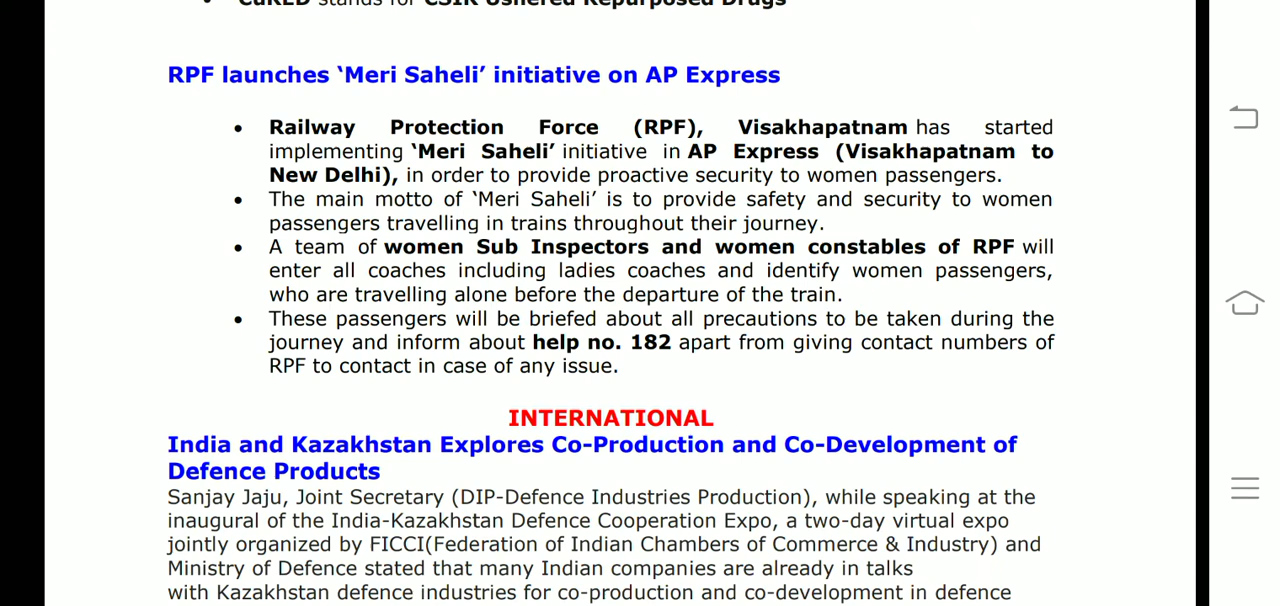 • CuRED stands for CSIR Ushered Repurposed Drugs
RPF launches ‘Meri Saheli’ initiative on AP Express
• Railway Protection Force (RPF), Visakhapatnam has started
implementing ‘Meri Saheli’ initiative in AP Express (Visakhapatnam to
New Delhi), in order to provide proactive security to women passengers.
• The main motto of ‘Meri Saheli’ is to provide safety and security to women
passengers travelling in trains throughout their journey.
• A team of women Sub Inspectors and women constables of RPF will
enter all coaches including ladies coaches and identify women passengers,
who are travelling alone before the departure of the train.
• These passengers will be briefed about all precautions to be taken during the
journey and inform about help no. 182 apart from giving contact numbers of
RPF to contact in case of any issue.
INTERNATIONAL
India and Kazakhstan Explores Co-Production and Co-Development of
Defence Products
Sanjay Jaju, Joint Secretary (DIP-Defence Industries Production), while speaking at the
inaugural of the India-Kazakhstan Defence Cooperation Expo, a two-day virtual expo
jointly organized by FICCI(Federation of Indian Chambers of Commerce & Industry) and
Ministry of Defence stated that many Indian companies are already in talks
with Kazakhstan defence industries for co-production and co-development in defence